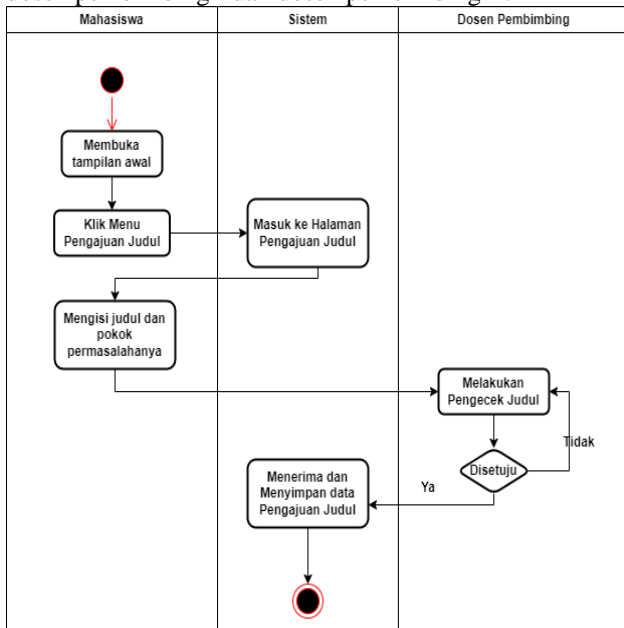 Mahasiswa
Sistem
Dosen Pembimbing
Membuka
tampilan awal
Klik Menu
Pengajuan Judul
Masuk ke Halaman
Pengajuan Judul
Mengisi judul dan
pokok
permasalahanya
Melakukan
Pengecek Judul
Disetuju
Tidak
Ya
Menerima dan
Menyimpan data
Pengajuan Judul